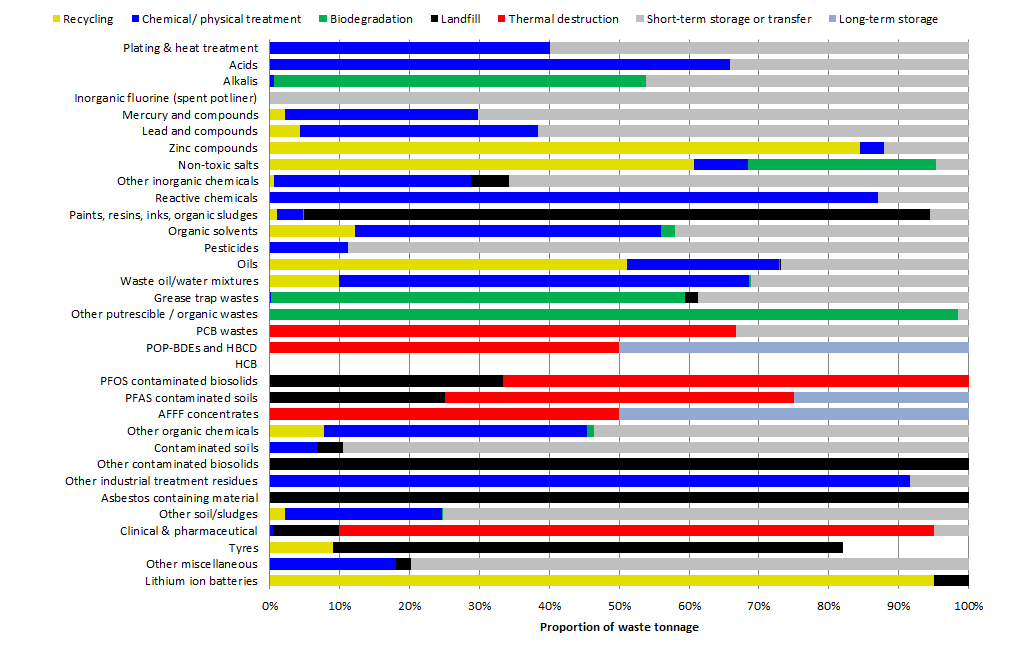 Recycling Chemical/ physical treatment Biodegradation Landfill Thermal destruction Short-term storage or transfer Long-term storage
Plating & heat treatment
Acids
Alkalis
Inorganic fluorine (spent potliner)
Mercury and compounds
Lead and compounds
Zinc compounds
Non-toxic salts
Other inorganic chemicals
Reactive chemicals
Paints, resins, inks, organic sludges
Organic solvents
Pesticides
Oils
Waste oil/water mixtures
Grease trap wastes
Other putrescible / organic wastes
PCB wastes
POP-BDEs and HBCD
HCB
PFOS contaminated biosolids
PFAS contaminated soils
AFFF concentrates
Other organic chemicals
Contaminated soils
Other contaminated biosolids
Other industrial treatment residues
Asbestos containing material
Other soil/sludges
Clinical & pharmaceutical
Tyres
Other miscellaneous
Lithium ion batteries
0% 10% 20% 30% 40% 50% 60% 70% 80% 90% 100%
Proportion of waste tonnage